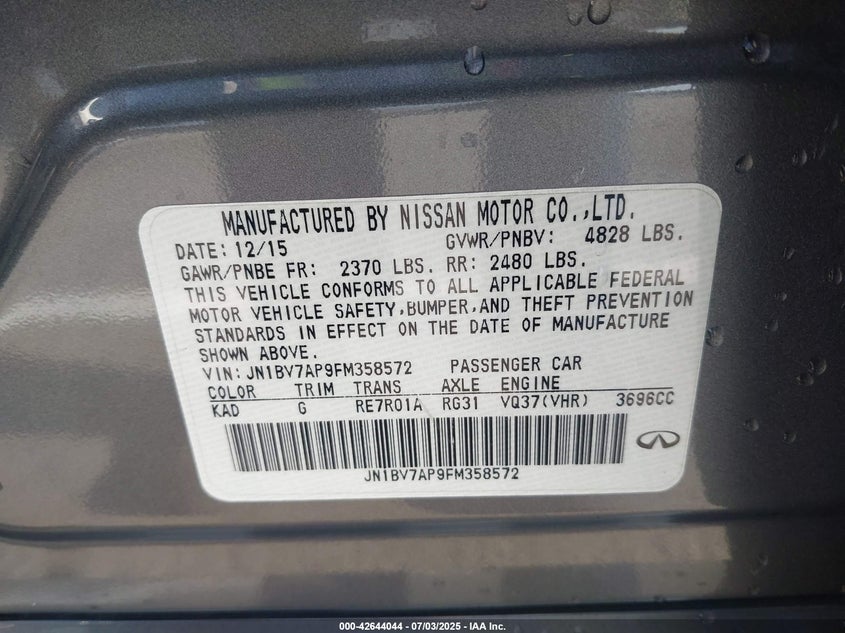 MANUFACTURED BY NISSAN MOTOR CO.,LTD.
DATE: 12/15 GVWR/PNBV: 4828 LBS.
GAWR/PNBE FR: 2370 LBS. RR: 2480 LBS.
THIS VEHICLE CONFORMS TO ALL APPLICABLE FEDERAL
MOTOR VEHICLE SAFETY,BUMPER,AND THEFT PREVENTION
STANDARDS IN EFFECT ON THE DATE OF MANUFACTURE
SHOWN ABOVE.
VIN: JN1BV7AP9FM358572 PASSENGER CAR
COLOR TRIM TRANS AXLE ENGINE
KAD G RE7R01A RG31 VQ37(VHR) 3696CC
JN1BV7AP9FM358572
000-42644044 - 07/03/2025 - IAA Inc.